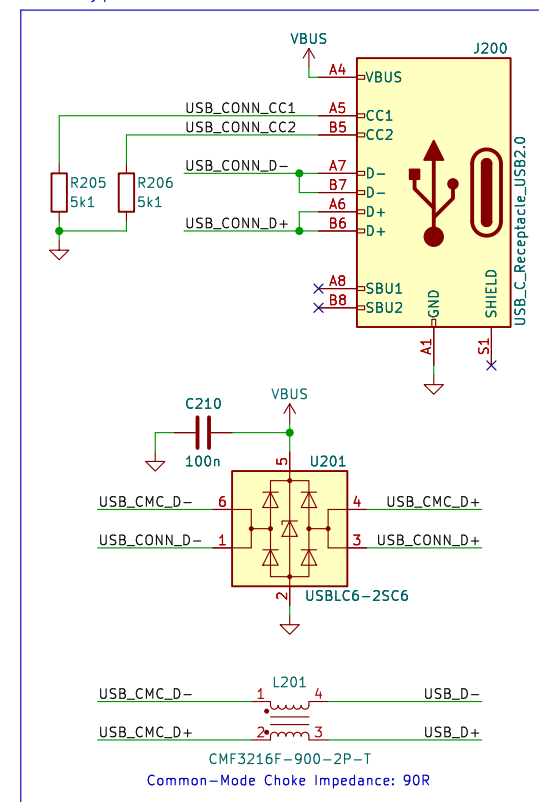 VBUS
J200
A4
VBUS
USB_CONN_CC1
A5
CC1
USB_CONN_CC2
B5
CC2
USB_CONN_D-
A7
D-
R205
R206
B7
D-
5k1
5k1
A6
D+
USB_CONN_D+
B6
D+
USB_C_Receptacle_USB2.0
A8
SBU1
B8
SBU2
GND
SHIELD
A1
S1
VBUS
C210
100n
5
U201
USB_CMC_D-
6
4
USB_CMC_D+
USB_CONN_D-
1
3
USB_CONN_D+
2
USBLC6-2SC6
L201
USB_CMC_D-
1
4
USB_D-
USB_CMC_D+
2
3
USB_D+
CMF3216F-900-2P-T
Common-Mode Choke Impedance: 90R